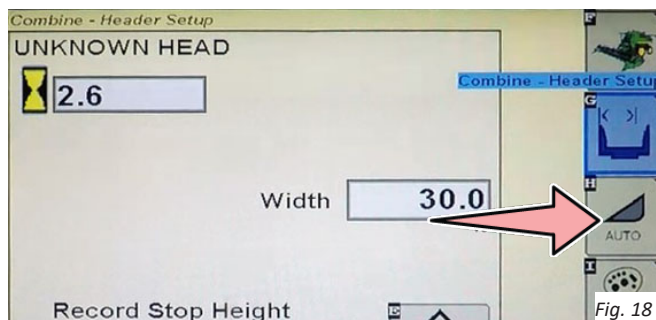 Combine - Header Setup
UNKNOWN HEAD
2.6
Width 30.0
Record Stop Height
E
F
Combine - Header Setup
G
H
AUTO
I
Fig. 18